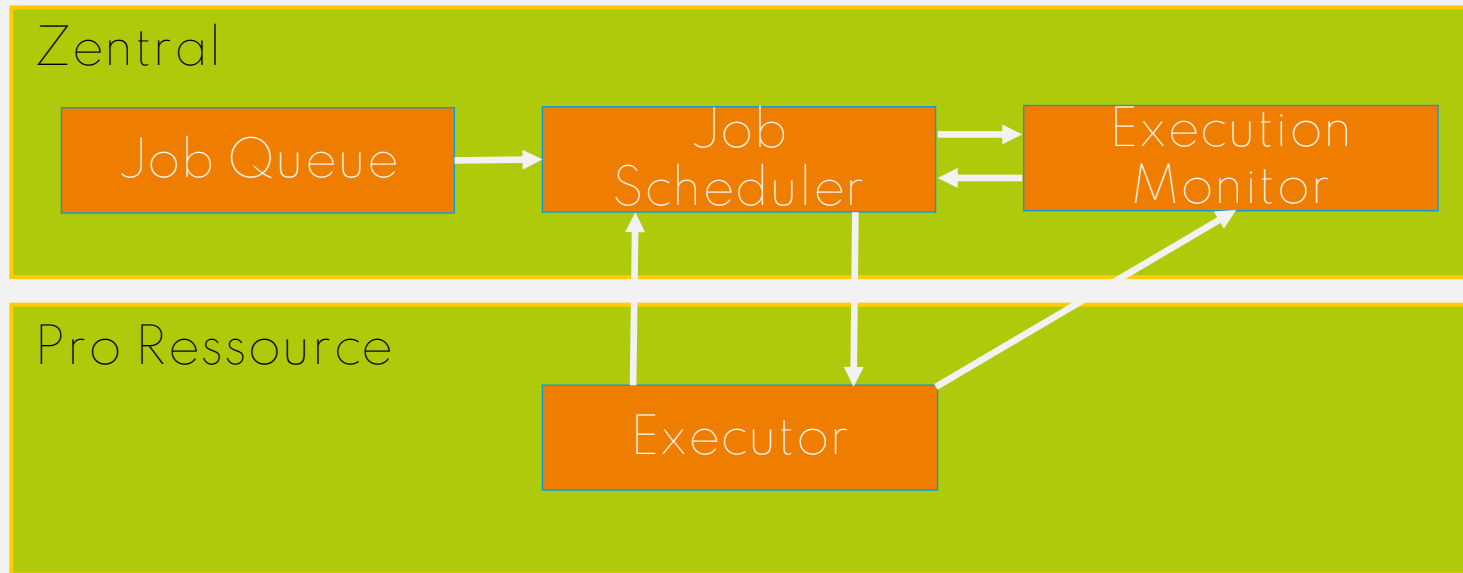 Zentral
Job Queue
Job
Scheduler
Execution
Monitor
Pro Ressource
Executor